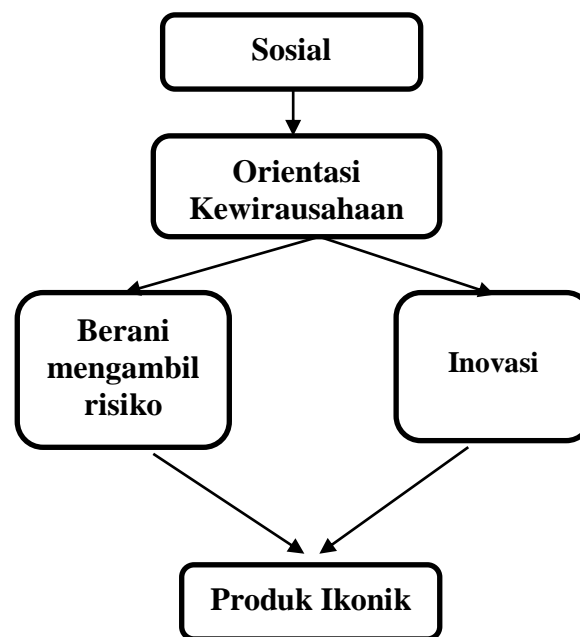 Sosial
Orientasi
Kewirausahaan
Berani
mengambil
risiko
Inovasi
Produk Ikonik